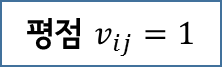 평점 v_{ij} = 1